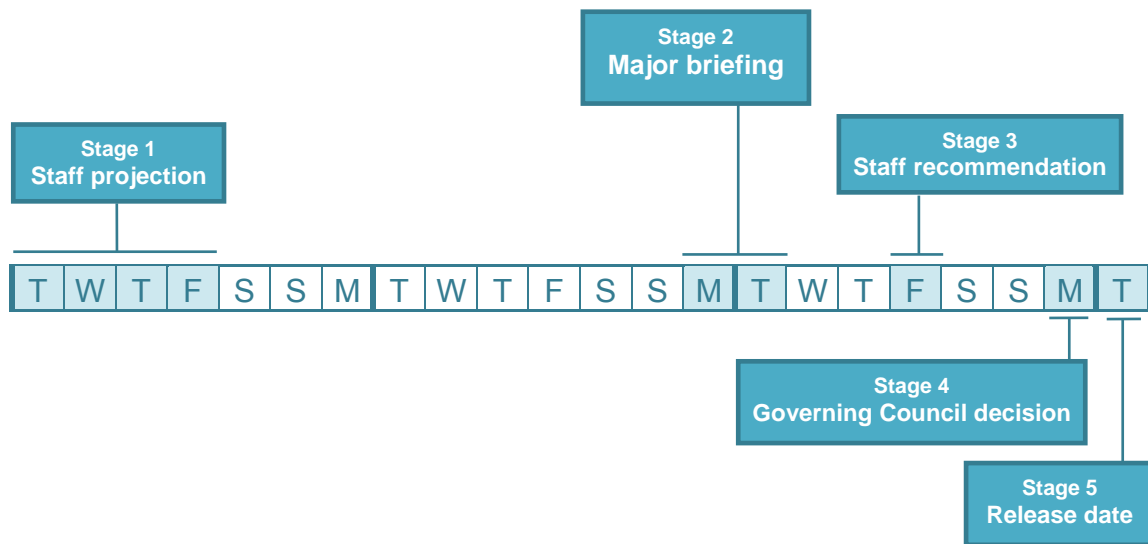 Stage 2
Major briefing
Stage 1
Staff projection
Stage 3
Staff recommendation
T W T F S S M T W T F S S M T W T F S S M T
Stage 4
Governing Council decision
Stage 5
Release date